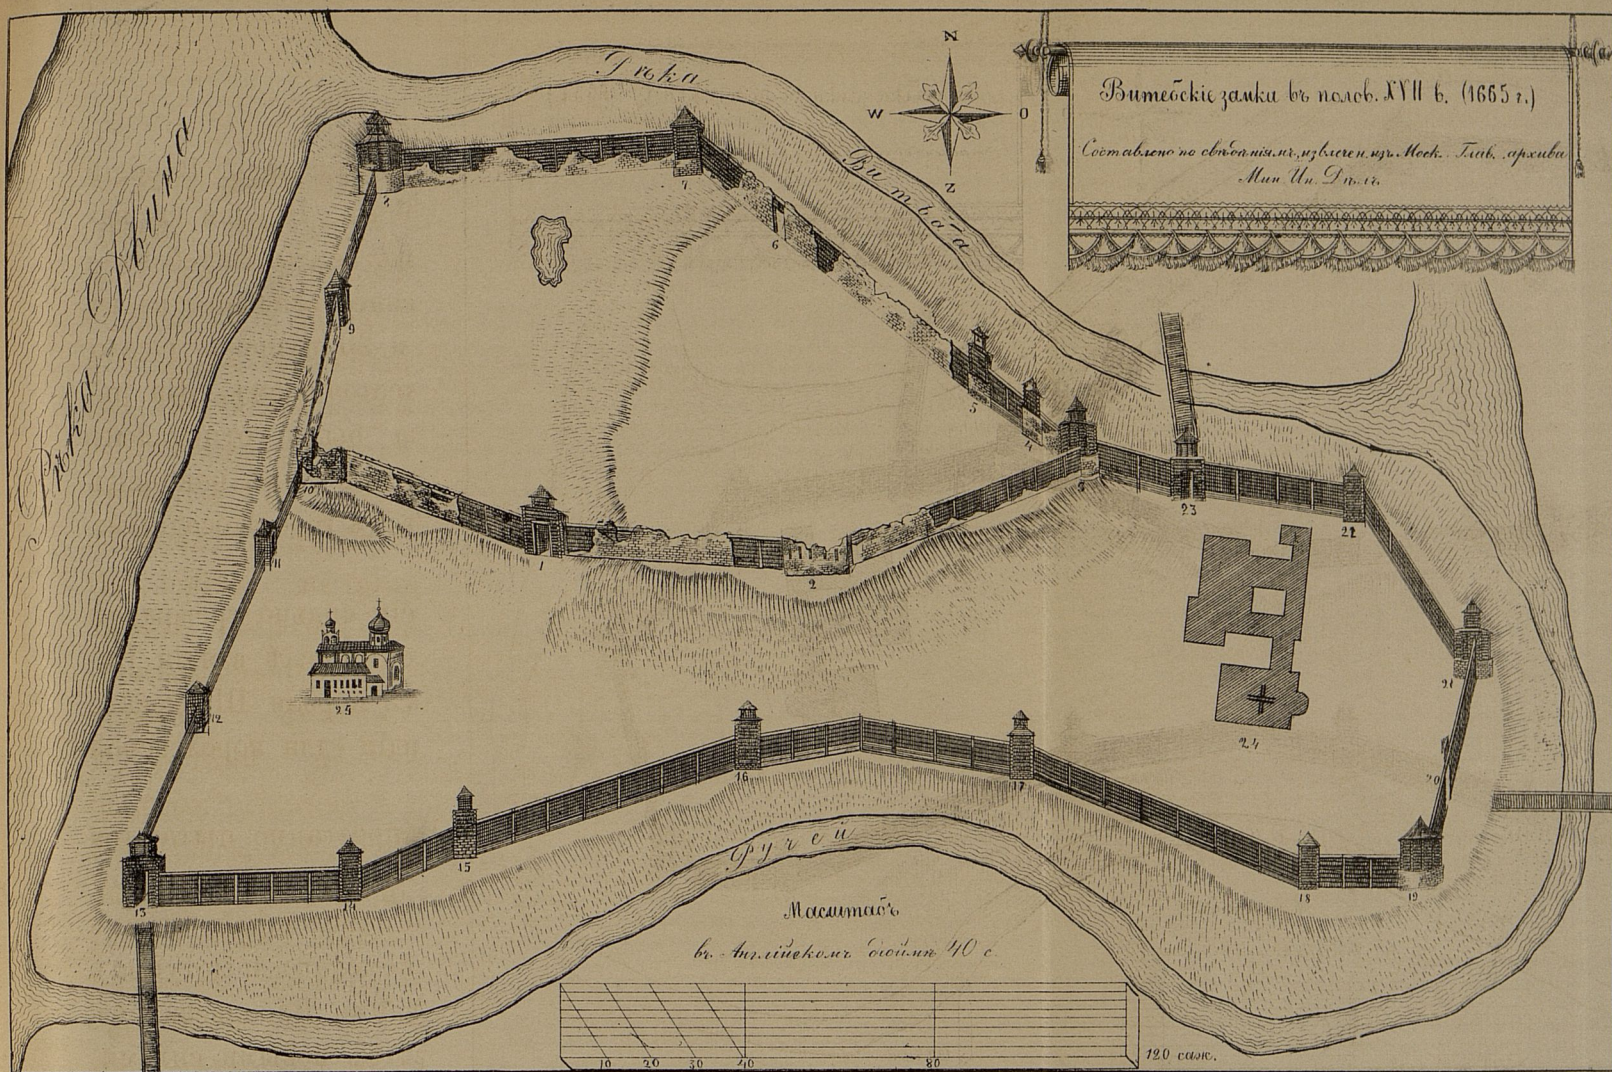 Витебскіе замки въ полов. XVII в. (1665 г.)
Составлено по свѣдѣніямъ, извлечен. изъ Моск. Глав. архива
Мин. Ин. Дѣлъ
N
W
O
Z
Рѣка
Витьба
Рѣка Двина
8
7
6
9
5
4
3
10
1
2
23
22
11
12
25
24
21
20
16
17
15
14
13
18
19
Ручей
Масштабъ
въ Англійскомъ дюймѣ 40 с.
10
20
30
40
80
120 саж.